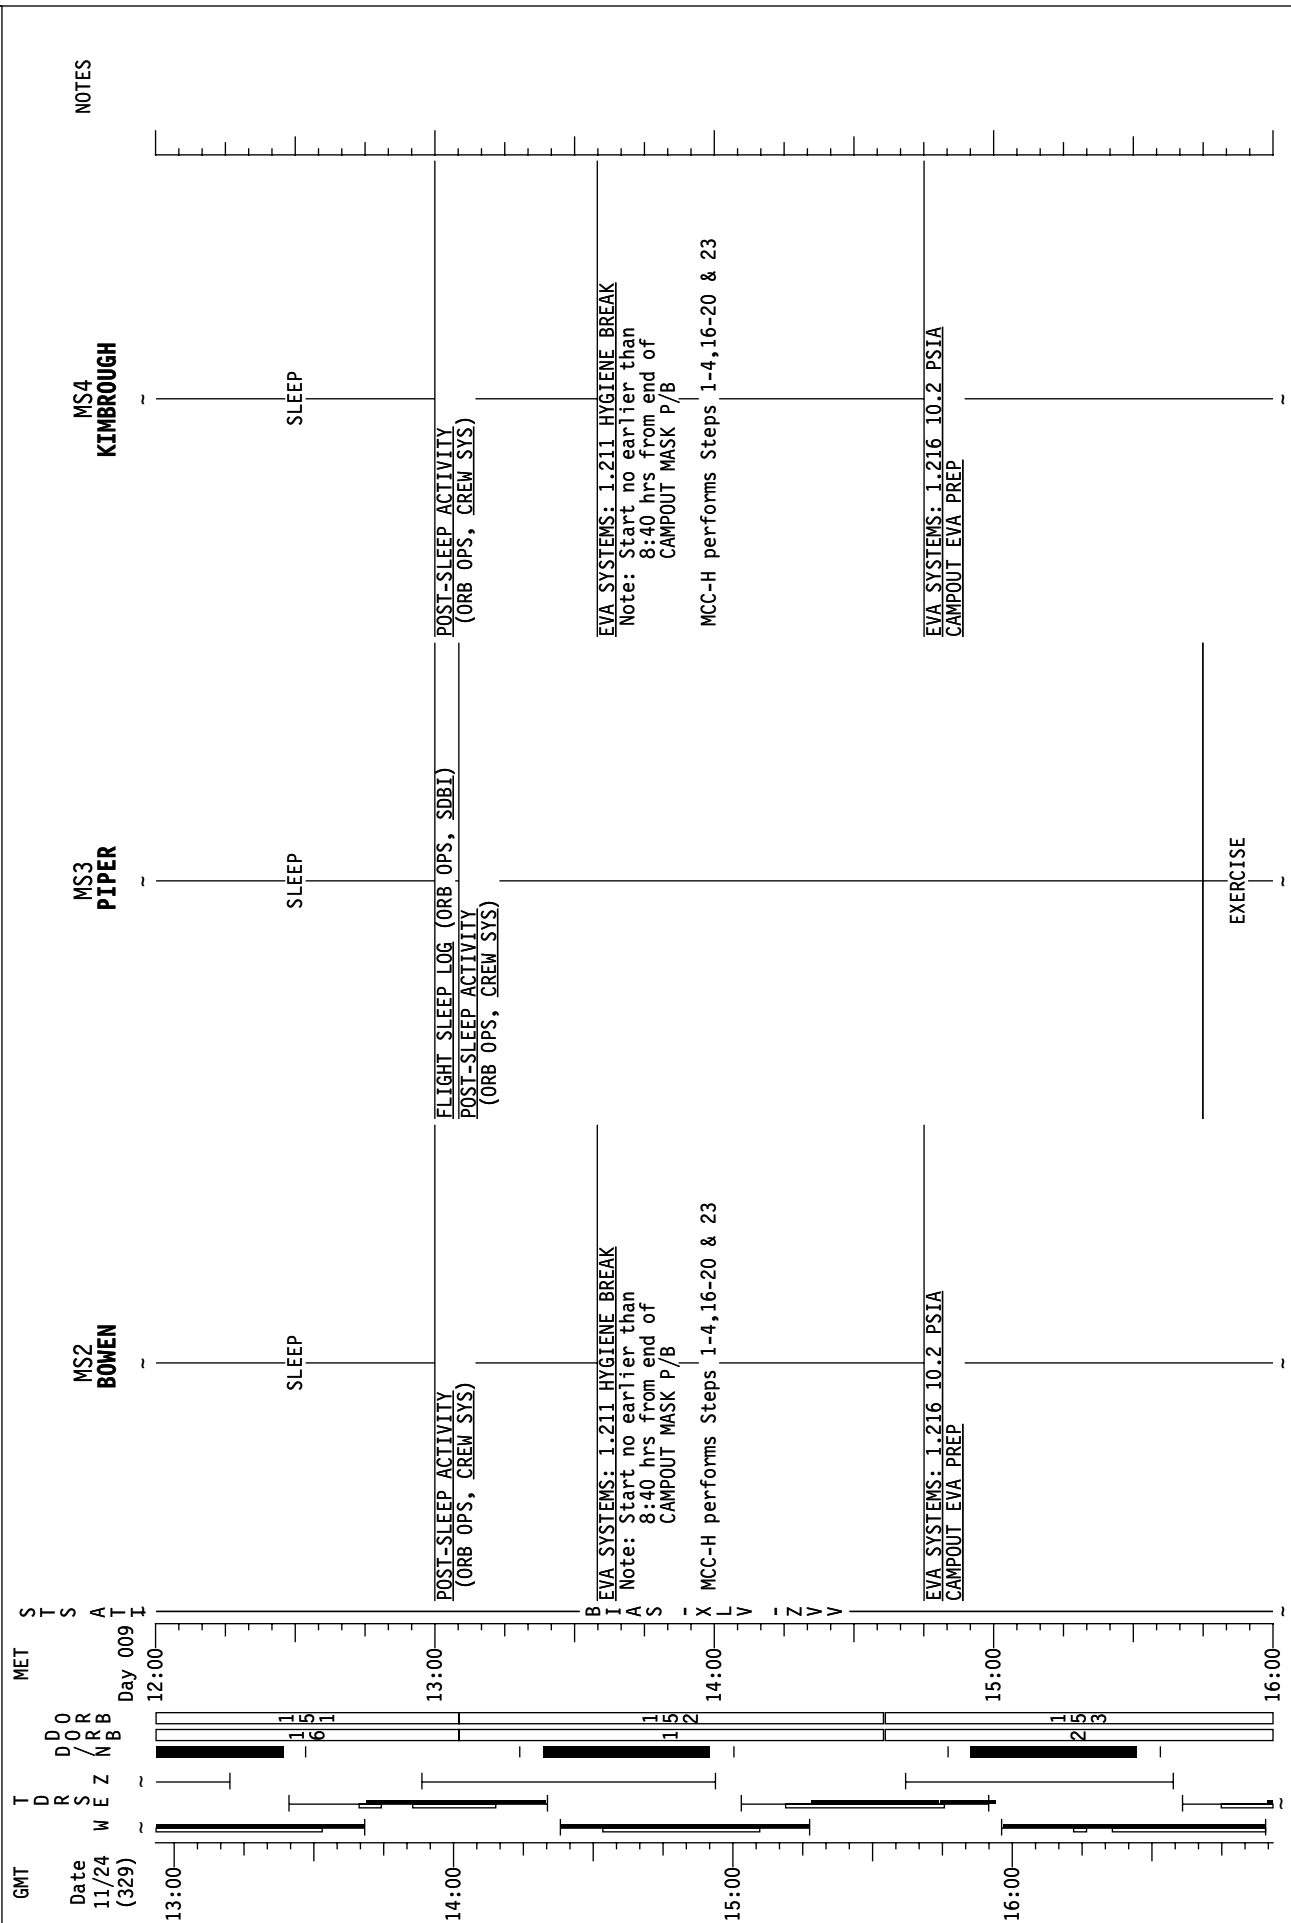 GMT
Date
11/24
(329)
13:00
14:00
15:00
16:00
T
D
R
S
W E Z
D
O
/
N
D
O
R
B
O
R
B
16
1
2
151
152
153
MET
Day 009
12:00
13:00
14:00
15:00
16:00
S
T
S
A
T
T
BIAS -XLV -ZVV
MS2
BOWEN
SLEEP
POST-SLEEP ACTIVITY
(ORB OPS, CREW SYS)
EVA SYSTEMS: 1.211 HYGIENE BREAK
Note: Start no earlier than
8:40 hrs from end of
CAMPOUT MASK P/B
MCC-H performs Steps 1-4,16-20 & 23
EVA SYSTEMS: 1.216 10.2 PSIA
CAMPOUT EVA PREP
MS3
PIPER
SLEEP
FLIGHT SLEEP LOG (ORB OPS, SDBI)
POST-SLEEP ACTIVITY
(ORB OPS, CREW SYS)
EXERCISE
MS4
KIMBROUGH
SLEEP
POST-SLEEP ACTIVITY
(ORB OPS, CREW SYS)
EVA SYSTEMS: 1.211 HYGIENE BREAK
Note: Start no earlier than
8:40 hrs from end of
CAMPOUT MASK P/B
MCC-H performs Steps 1-4,16-20 & 23
EVA SYSTEMS: 1.216 10.2 PSIA
CAMPOUT EVA PREP
NOTES